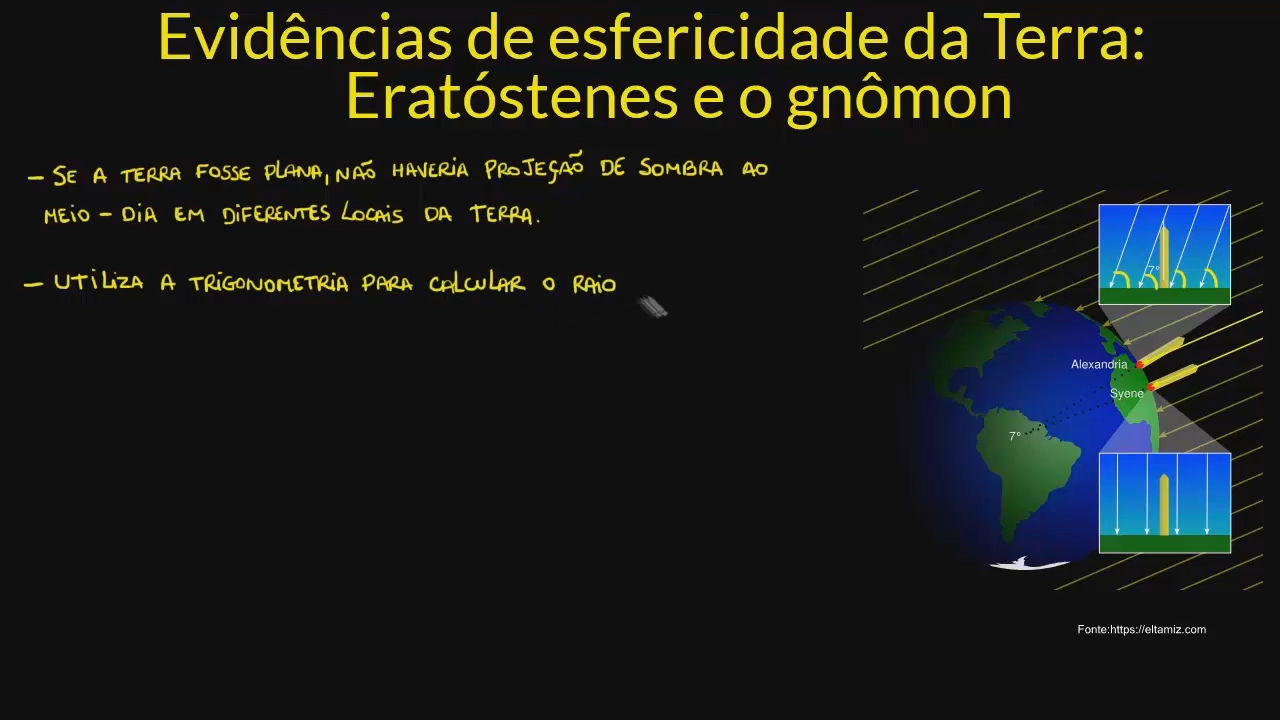 Evidências de esfericidade da Terra:
Eratóstenes e o gnômon
- SE A TERRA FOSSE PLANA, NÃO HAVERIA PROJEÇÃO DE SOMBRA AO
MEIO-DIA EM DIFERENTES LOCAIS DA TERRA.
- UTILIZA A TRIGONOMETRIA PARA CALCULAR O RAIO
7°
Alexandria
Syene
7°
Fonte:https://eltamiz.com